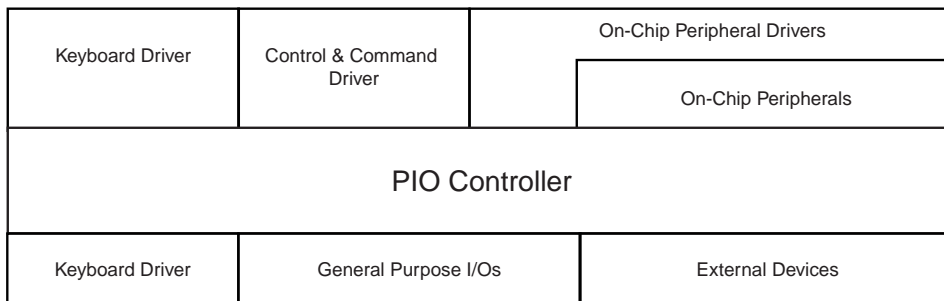 On-Chip Peripheral Drivers
Keyboard Driver
Control & Command
Driver
On-Chip Peripherals
PIO Controller
Keyboard Driver
General Purpose I/Os
External Devices